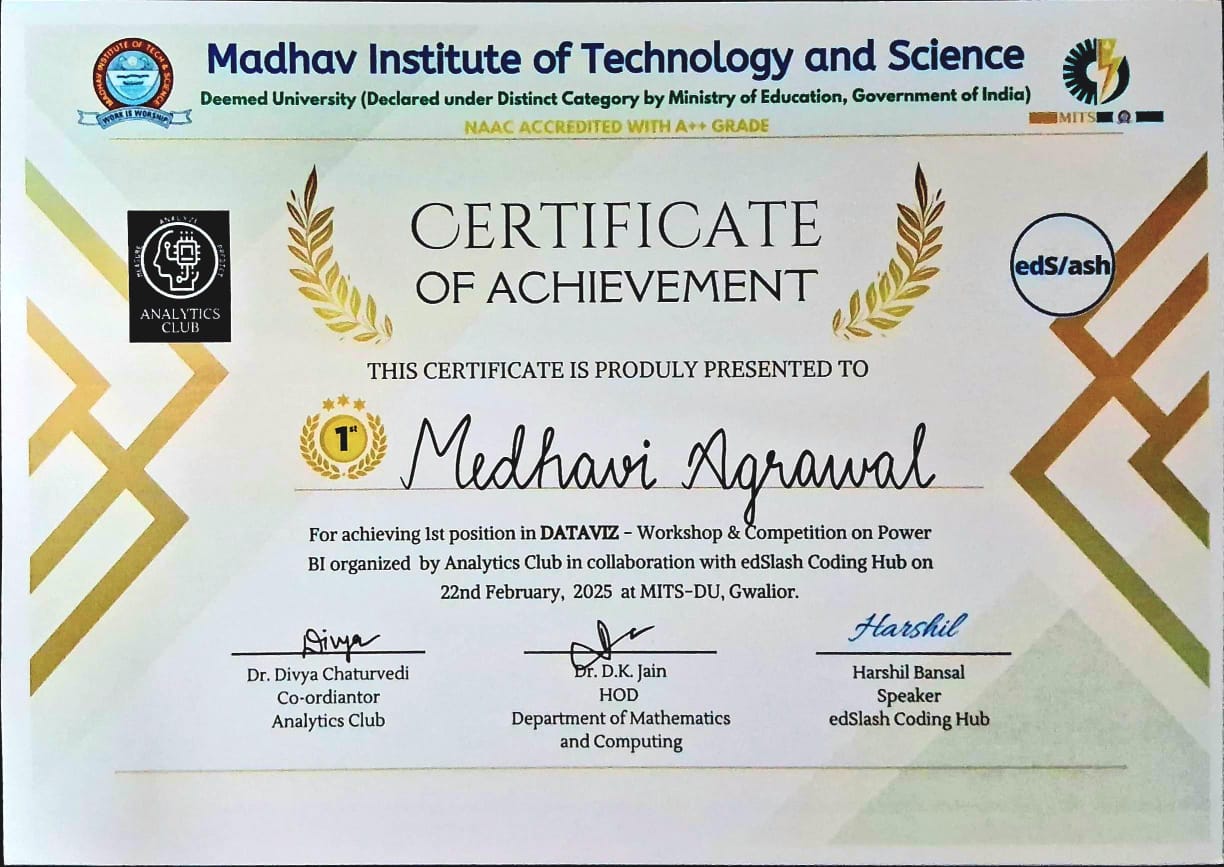 Madhav Institute of Technology and Science
Deemed University (Declared under Distinct Category by Ministry of Education, Government of India)
NAAC ACCREDITED WITH A++ GRADE
MADHAV INSTITUTE OF TECH & SCIENCE
WORK IS WORSHIP
MITS
CERTIFICATE
OF ACHIEVEMENT
MEASURE
ANALYZE
ANALYTICS
CLUB
edS/ash
THIS CERTIFICATE IS PRODULY PRESENTED TO
1st
Medhavi Agrawal
For achieving 1st position in DATAVIZ – Workshop & Competition on Power
BI organized by Analytics Club in collaboration with edSlash Coding Hub on
22nd February, 2025 at MITS-DU, Gwalior.
Divya
Harshil
Dr. Divya Chaturvedi
Co-ordiantor
Analytics Club
Dr. D.K. Jain
HOD
Department of Mathematics
and Computing
Harshil Bansal
Speaker
edSlash Coding Hub